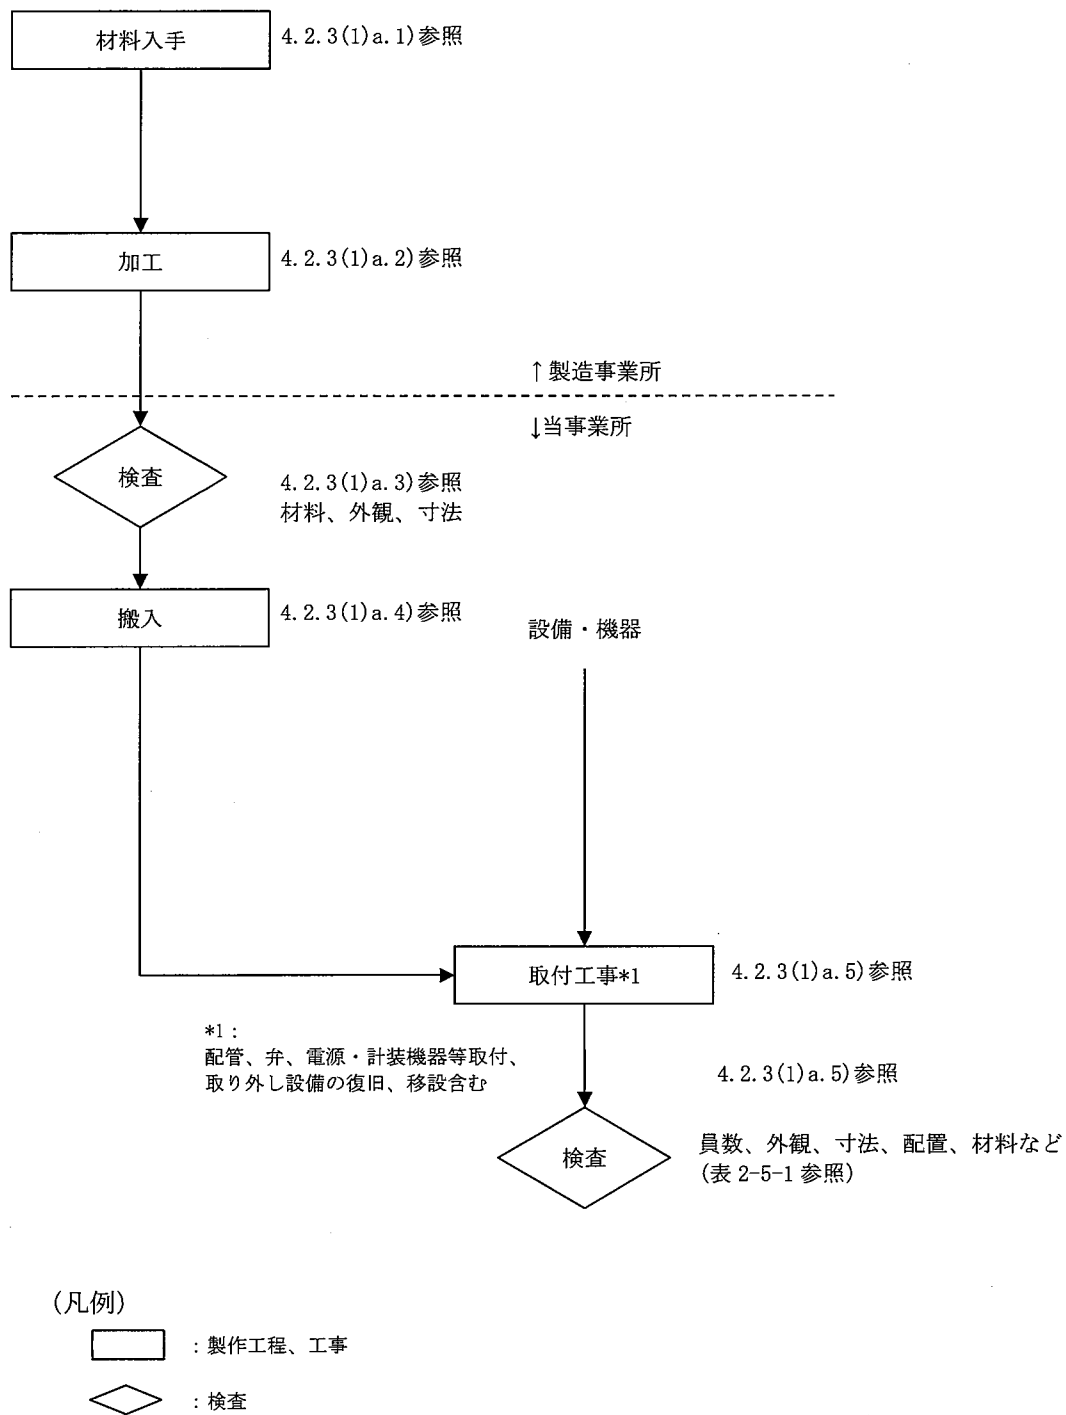 材料入手
4.2.3(1)a.1)参照
加工
4.2.3(1)a.2)参照
↑製造事業所
↓当事業所
検査
4.2.3(1)a.3)参照
材料、外観、寸法
搬入
4.2.3(1)a.4)参照
設備・機器
取付工事*1
4.2.3(1)a.5)参照
*1:
配管、弁、電源・計装機器等取付、
取り外し設備の復旧、移設含む
4.2.3(1)a.5)参照
検査
員数、外観、寸法、配置、材料など
(表 2-5-1 参照)
(凡例)
:製作工程、工事
:検査